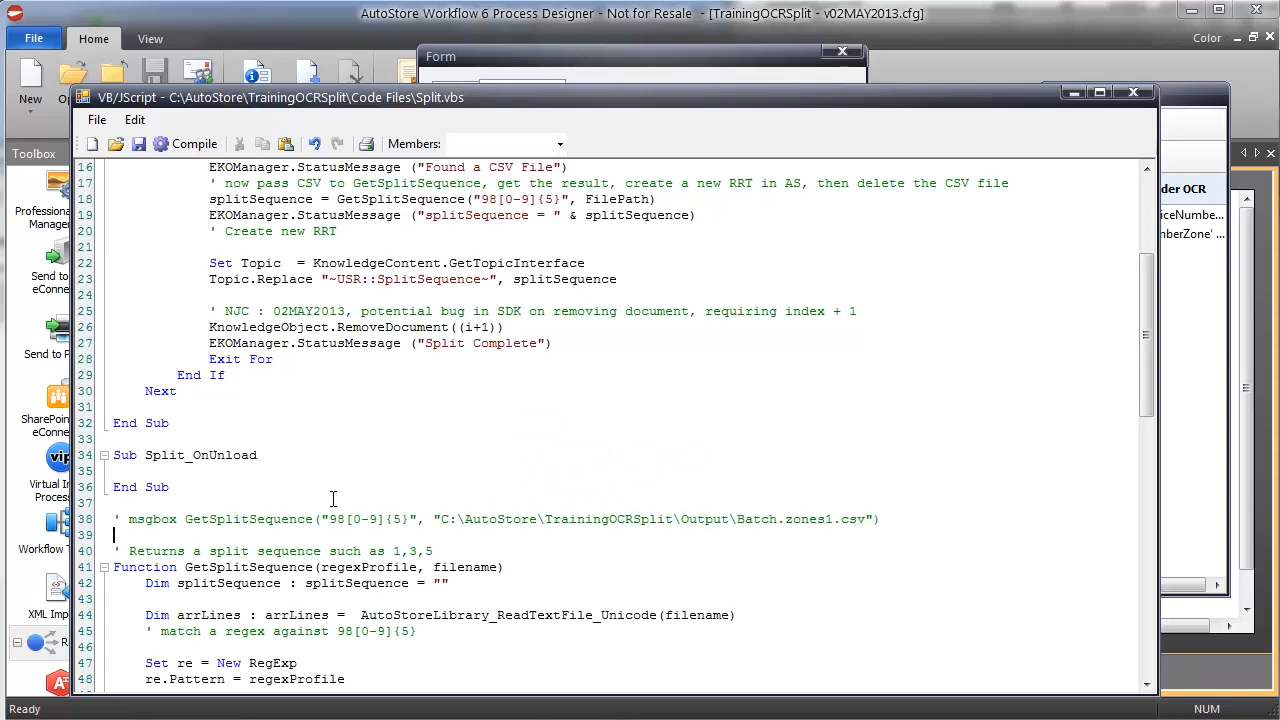 AutoStore Workflow 6 Process Designer - Not for Resale - [TrainingOCRSplit - v02MAY2013.cfg]
File
Home
View
Color
Form
New
VB/JScript - C:\AutoStore\TrainingOCRSplit\Code Files\Split.vbs
File
Edit
Compile
Members:
Toolbox
Professional
Manager
Send to
eConne
Send to P
SharePoin
eConnec
vip
Virtual In
Process
Workflow T
XML Imp
R
der OCR
iceNumbe...
nberZone' ...
16 EKOManager.StatusMessage ("Found a CSV File")
17 ' now pass CSV to GetSplitSequence, get the result, create a new RRT in AS, then delete the CSV file
18 splitSequence = GetSplitSequence("98[0-9]{5}", FilePath)
19 EKOManager.StatusMessage ("splitSequence = " & splitSequence)
20 ' Create new RRT
21
22 Set Topic  = KnowledgeContent.GetTopicInterface
23 Topic.Replace "~USR::SplitSequence~", splitSequence
24
25 ' NJC : 02MAY2013, potential bug in SDK on removing document, requiring index + 1
26 KnowledgeObject.RemoveDocument((i+1))
27 EKOManager.StatusMessage ("Split Complete")
28 Exit For
29 End If
30 Next
31
32 End Sub
33
34 Sub Split_OnUnload
35
36 End Sub
37
38 ' msgbox GetSplitSequence("98[0-9]{5}", "C:\AutoStore\TrainingOCRSplit\Output\Batch.zones1.csv")
39
40 ' Returns a split sequence such as 1,3,5
41 Function GetSplitSequence(regexProfile, filename)
42 Dim splitSequence : splitSequence = ""
43
44 Dim arrLines : arrLines =  AutoStoreLibrary_ReadTextFile_Unicode(filename)
45 ' match a regex against 98[0-9]{5}
46
47 Set re = New RegExp
48 re.Pattern = regexProfile
Ready
NUM